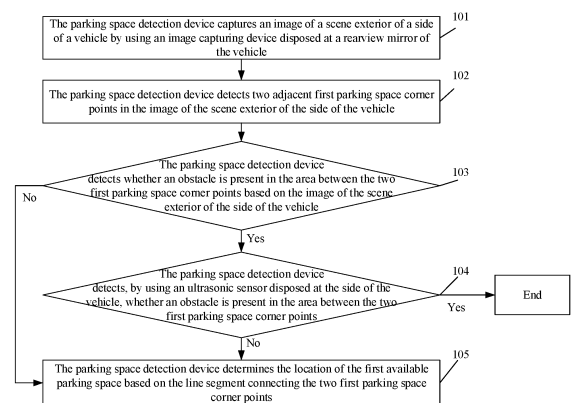 The parking space detection device captures an image of a scene exterior of a side
of a vehicle by using an image capturing device disposed at a rearview mirror of
the vehicle
101
The parking space detection device detects two adjacent first parking space corner
points in the image of the scene exterior of the side of the vehicle
102
The parking space detection device
detects whether an obstacle is present in the area between the two
first parking space corner points based on the image of the scene
exterior of the side of the vehicle
103
No
Yes
The parking space detection device
detects, by using an ultrasonic sensor disposed at the side of the
vehicle, whether an obstacle is present in the area between the two
first parking space corner points
104
Yes
End
No
The parking space detection device determines the location of the first available
parking space based on the line segment connecting the two first parking space
corner points
105